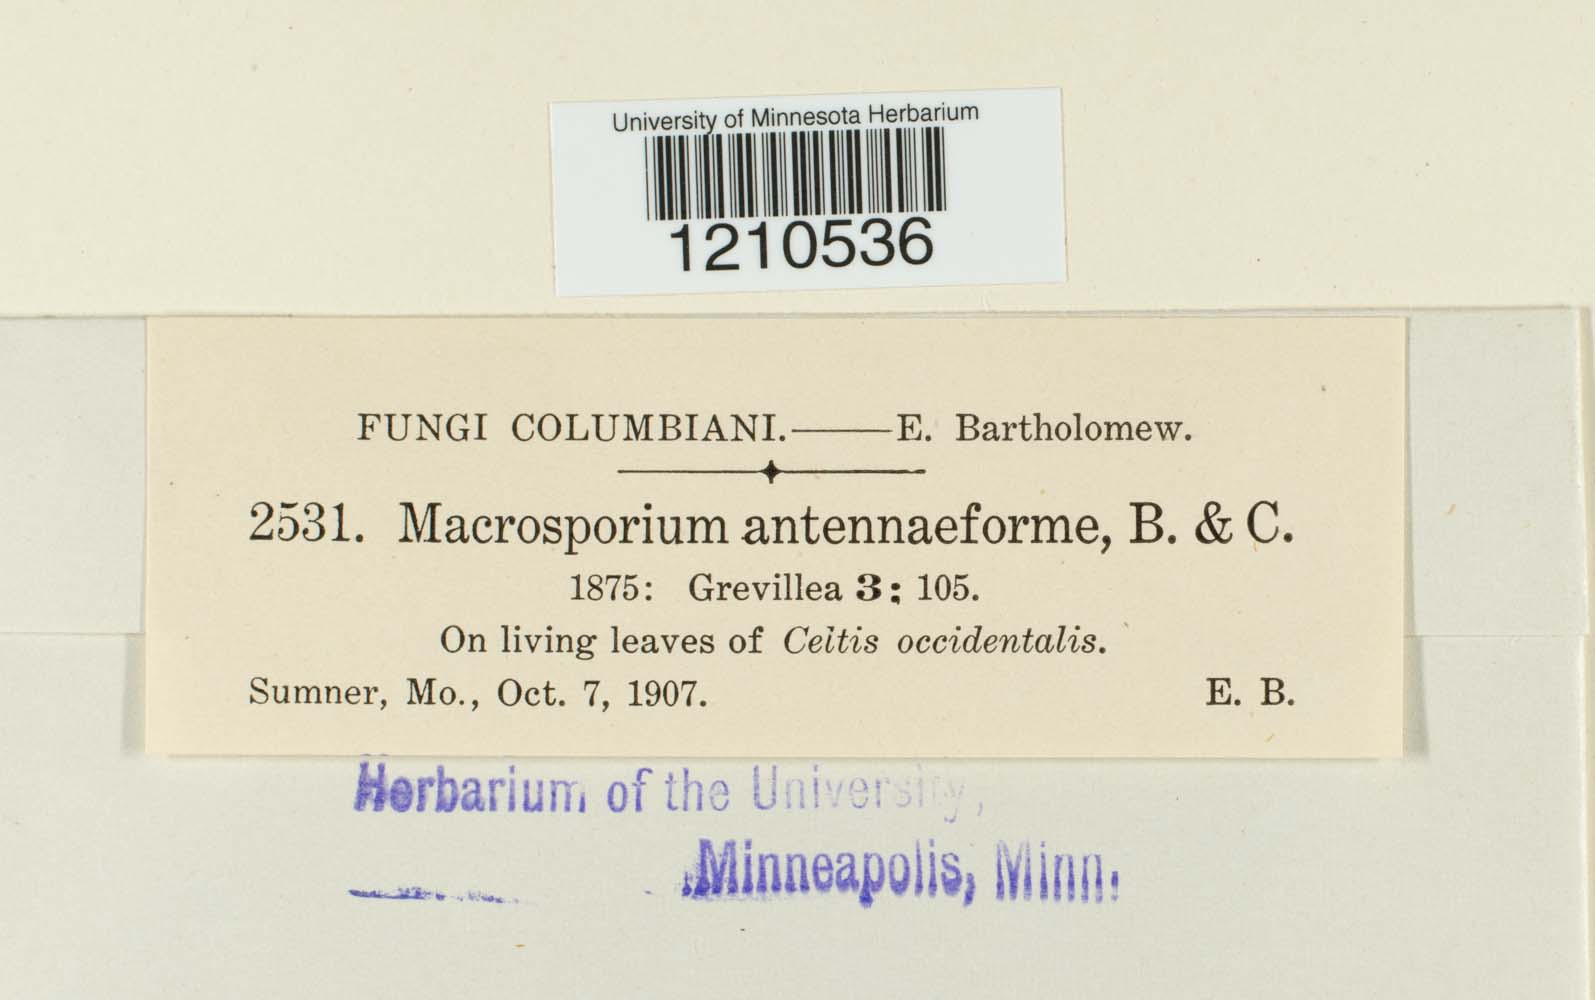 University of Minnesota Herbarium
1210536
FUNGI COLUMBIANI.——E. Bartholomew.
2531. Macrosporium antennaeforme, B. & C.
1875: Grevillea 3: 105.
On living leaves of Celtis occidentalis.
Sumner, Mo., Oct. 7, 1907. E. B.
Herbarium of the University,
Minneapolis, Minn.